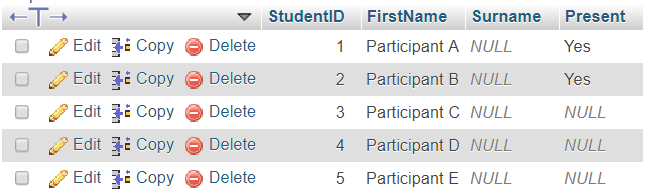 StudentID FirstName Surname Present
Edit Copy Delete 1 Participant A NULL Yes
Edit Copy Delete 2 Participant B NULL Yes
Edit Copy Delete 3 Participant C NULL NULL
Edit Copy Delete 4 Participant D NULL NULL
Edit Copy Delete 5 Participant E NULL NULL